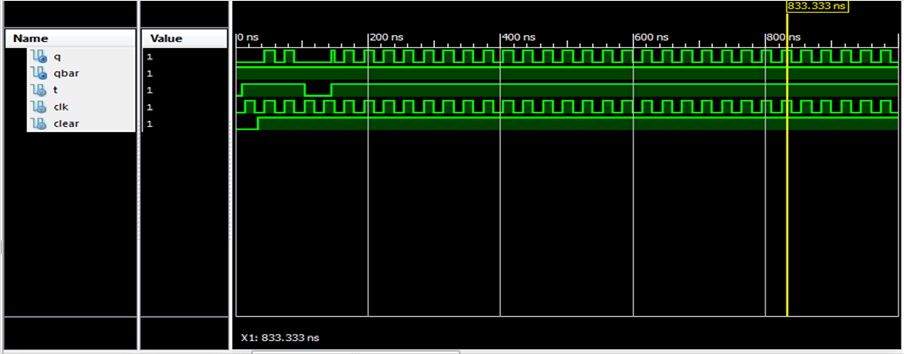 833.333 ns
Name Value
0 ns 200 ns 400 ns 600 ns 800 ns
q 1
qbar 1
t 1
clk 1
clear 1
X1: 833.333 ns